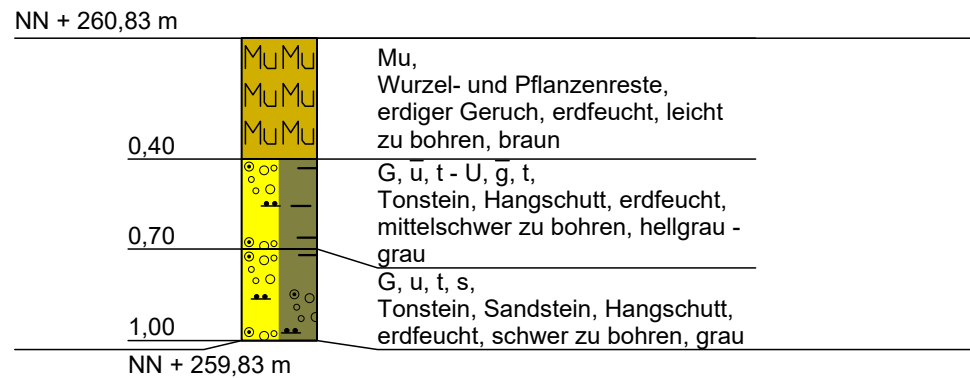 NN + 260,83 m
MuMu
MuMu
MuMu
Mu,
Wurzel- und Pflanzenreste,
erdiger Geruch, erdfeucht, leicht
zu bohren, braun
0,40
G, u̅, t - U, g̅, t,
Tonstein, Hangschutt, erdfeucht,
mittelschwer zu bohren, hellgrau -
grau
0,70
G, u, t, s,
Tonstein, Sandstein, Hangschutt,
erdfeucht, schwer zu bohren, grau
1,00
NN + 259,83 m